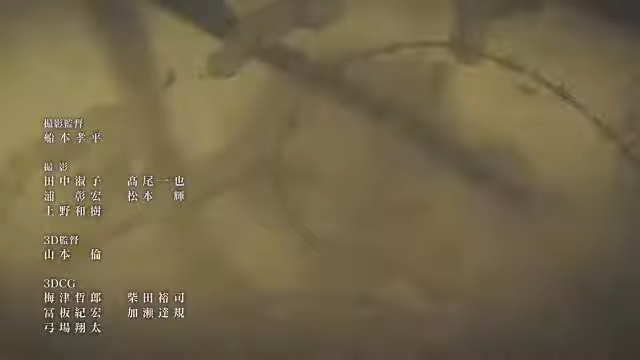 撮影監督
船本孝平
撮影
田中淑子 髙尾一也
浦 彰宏 松本 輝
上野和樹
3D監督
山本 倫
3DCG
梅津哲郎 柴田裕司
冨板紀宏 加瀬達規
弓場翔太